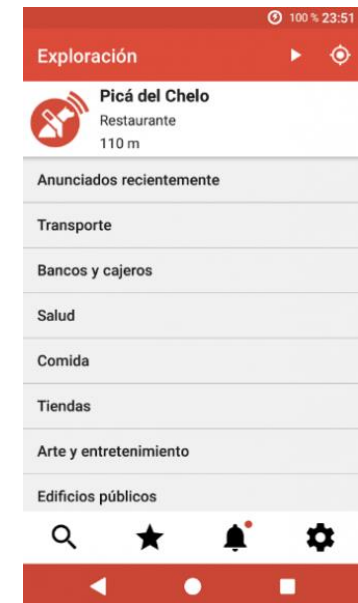 100 % 23:51
Exploración
Picá del Chelo
Restaurante
110 m
Anunciados recientemente
Transporte
Bancos y cajeros
Salud
Comida
Tiendas
Arte y entretenimiento
Edificios públicos